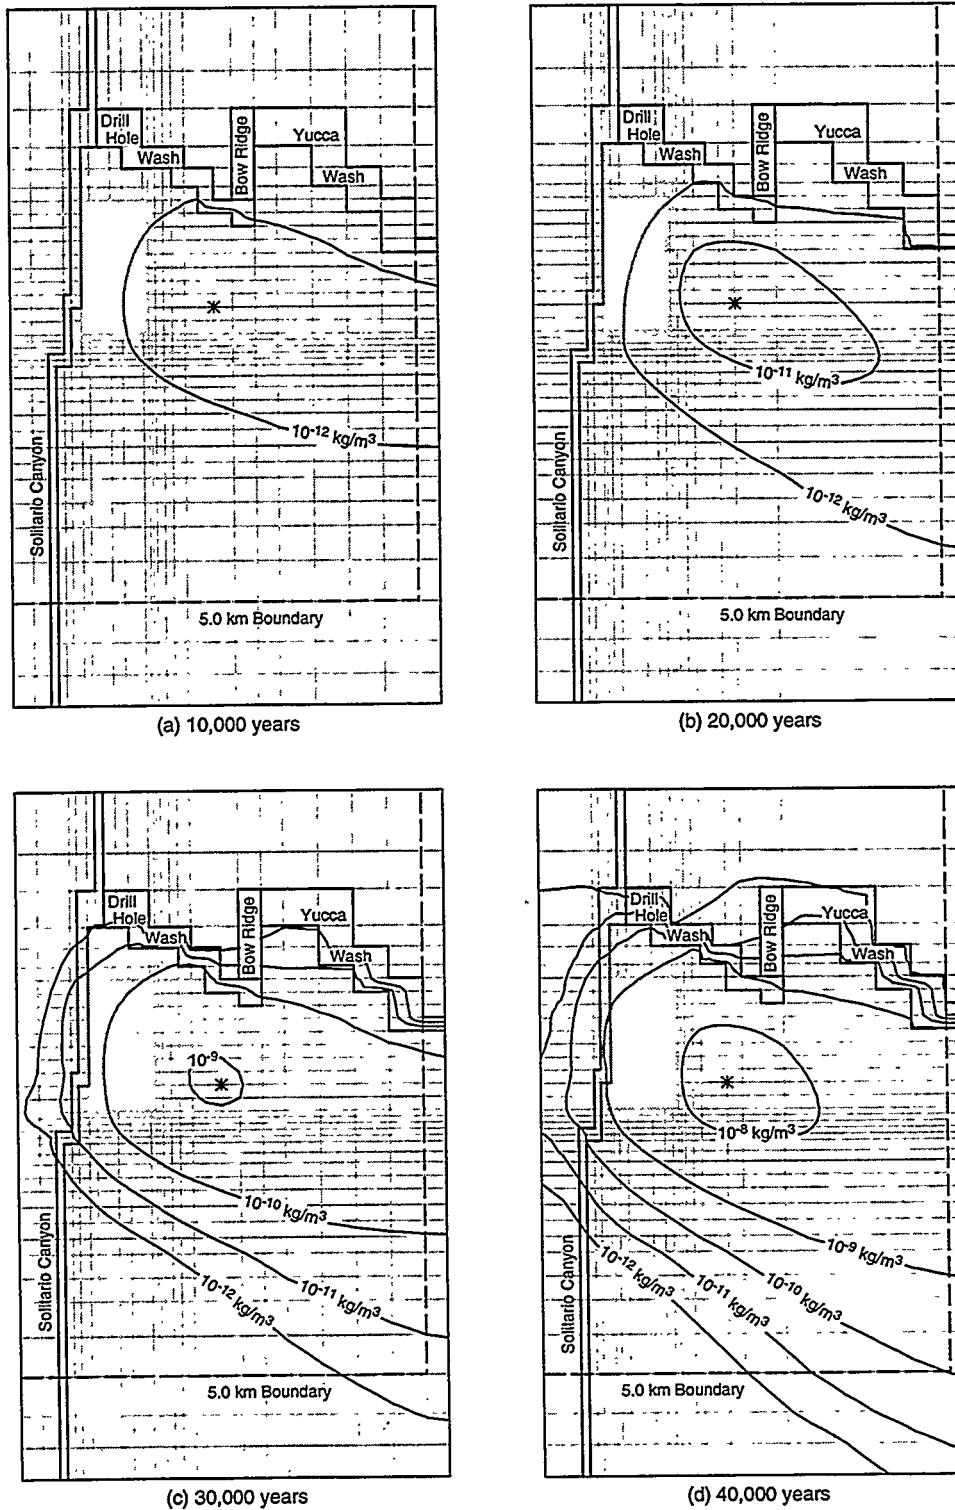 Drill
Hole
Wash
Bow Ridge
Yucca
Wash
10-12 kg/m3
Solitario Canyon
5.0 km Boundary
(a) 10,000 years
Drill
Hole
Wash
Bow Ridge
Yucca
Wash
10-11 kg/m3
10-12 kg/m3
Solitario Canyon
5.0 km Boundary
(b) 20,000 years
Drill
Hole
Wash
Bow Ridge
Yucca
Wash
10-9
10-10 kg/m3
10-11 kg/m3
10-12 kg/m3
Solitario Canyon
5.0 km Boundary
(c) 30,000 years
Drill
Hole
Wash
Bow Ridge
Yucca
Wash
10-8 kg/m3
10-9 kg/m3
10-10 kg/m3
10-11 kg/m3
10-12 kg/m3
Solitario Canyon
5.0 km Boundary
(d) 40,000 years